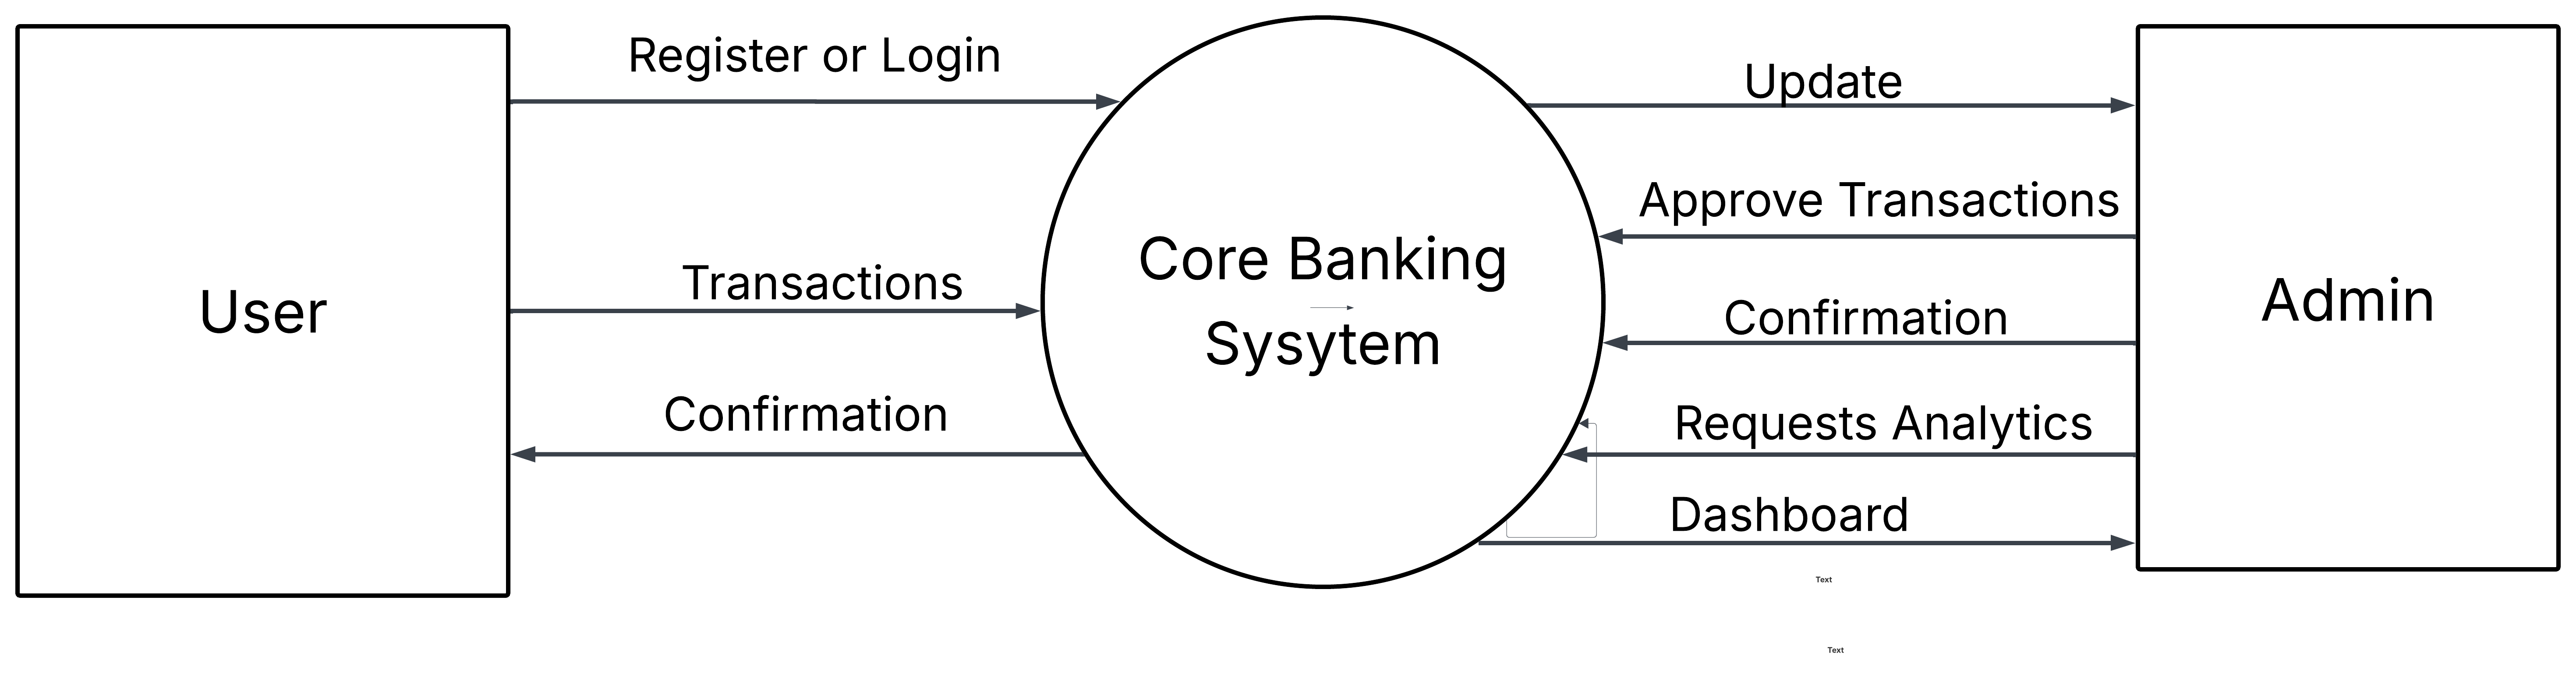 Register or Login
Update
Approve Transactions
Core Banking
Sysytem
Transactions
User
Admin
Confirmation
Confirmation
Requests Analytics
Dashboard
Text
Text